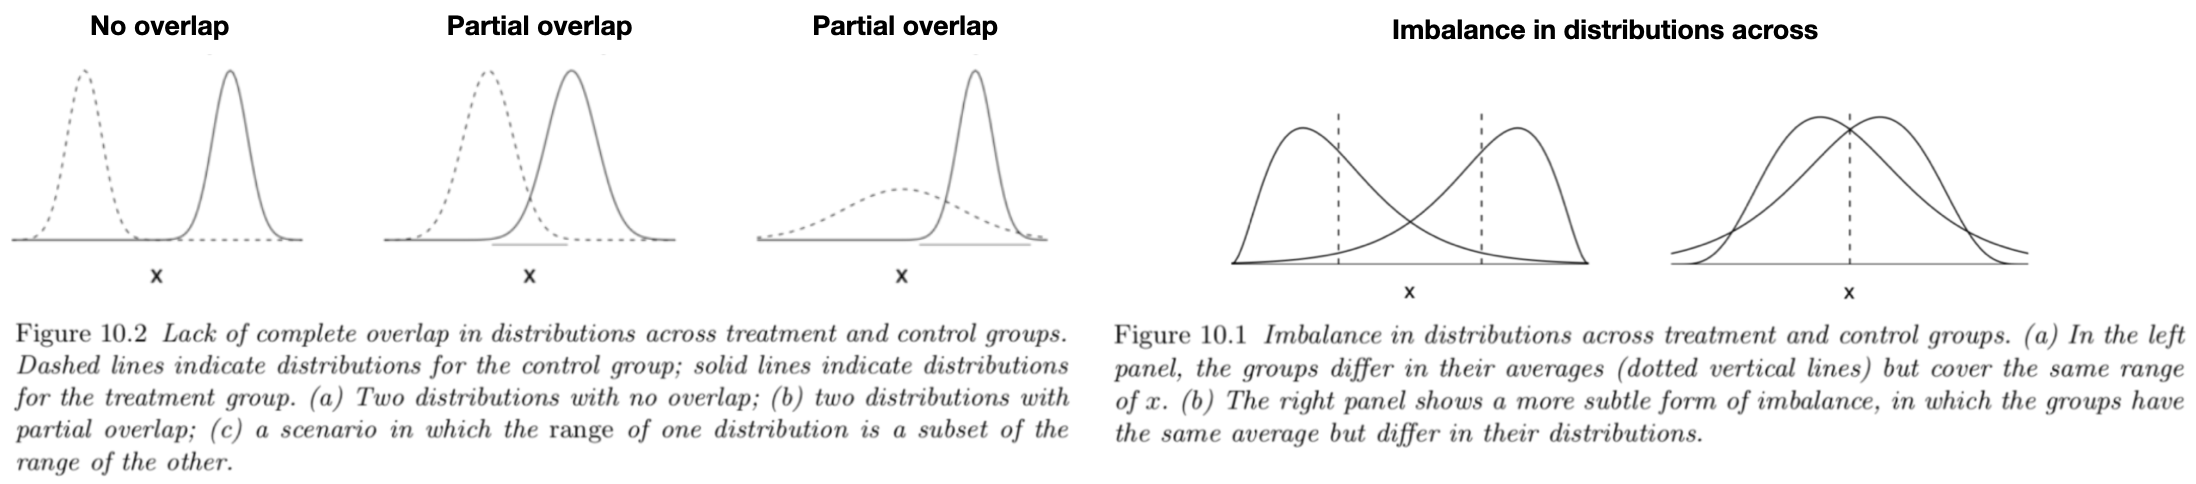 No overlap
Partial overlap
Partial overlap
x
x
x
Figure 10.2 Lack of complete overlap in distributions across treatment and control groups.
Dashed lines indicate distributions for the control group; solid lines indicate distributions
for the treatment group. (a) Two distributions with no overlap; (b) two distributions with
partial overlap; (c) a scenario in which the range of one distribution is a subset of the
range of the other.
Imbalance in distributions across
x
x
Figure 10.1 Imbalance in distributions across treatment and control groups. (a) In the left
panel, the groups differ in their averages (dotted vertical lines) but cover the same range
of x. (b) The right panel shows a more subtle form of imbalance, in which the groups have
the same average but differ in their distributions.